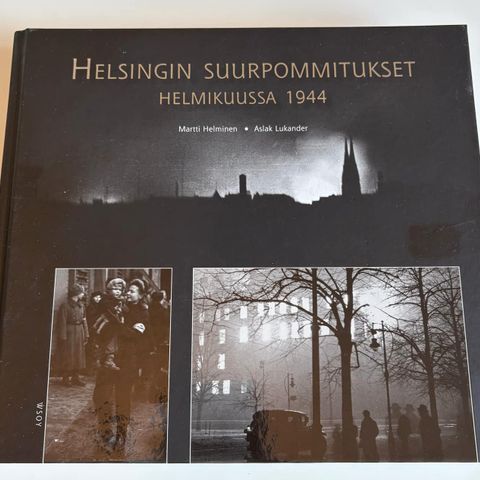 HELSINGIN SUURPOMMITUKSET
HELMIKUUSSA 1944
Martti Helminen • Aslak Lukander
WSOY